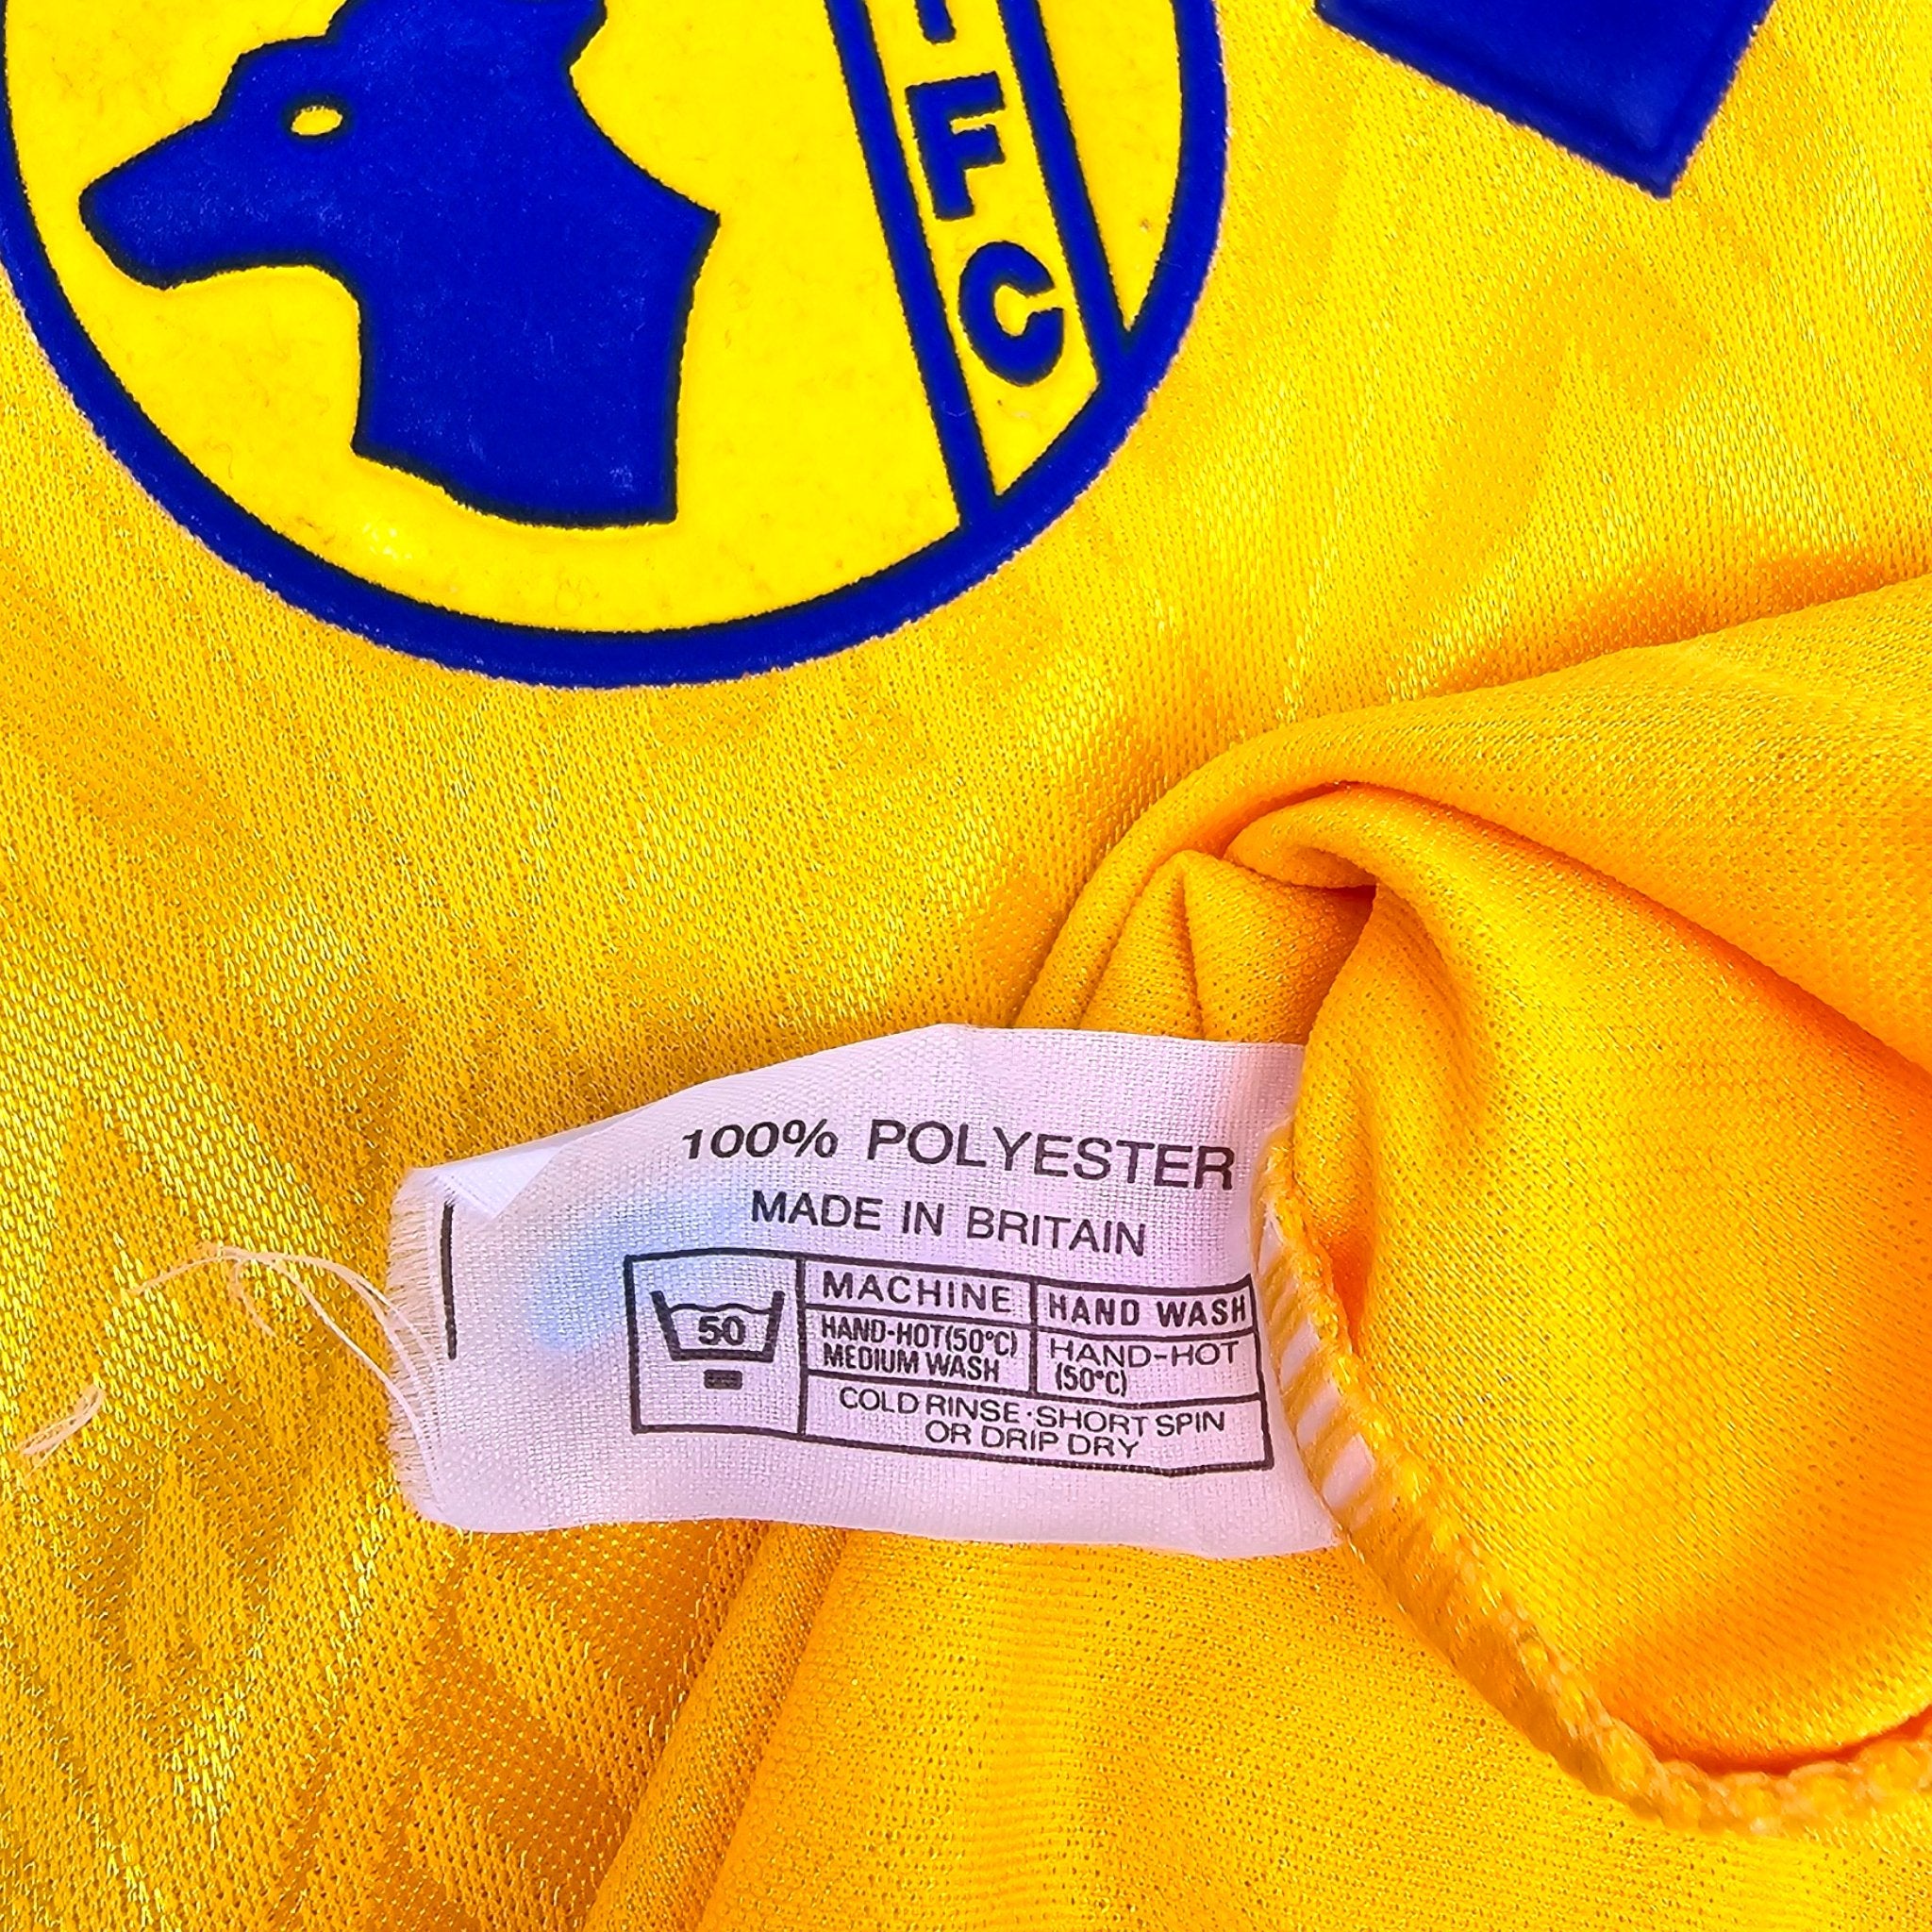 F
C
100% POLYESTER
MADE IN BRITAIN
50
MACHINE
HAND WASH
HAND-HOT(50°C)
MEDIUM WASH
HAND-HOT
(50°C)
COLD RINSE·SHORT SPIN
OR DRIP DRY